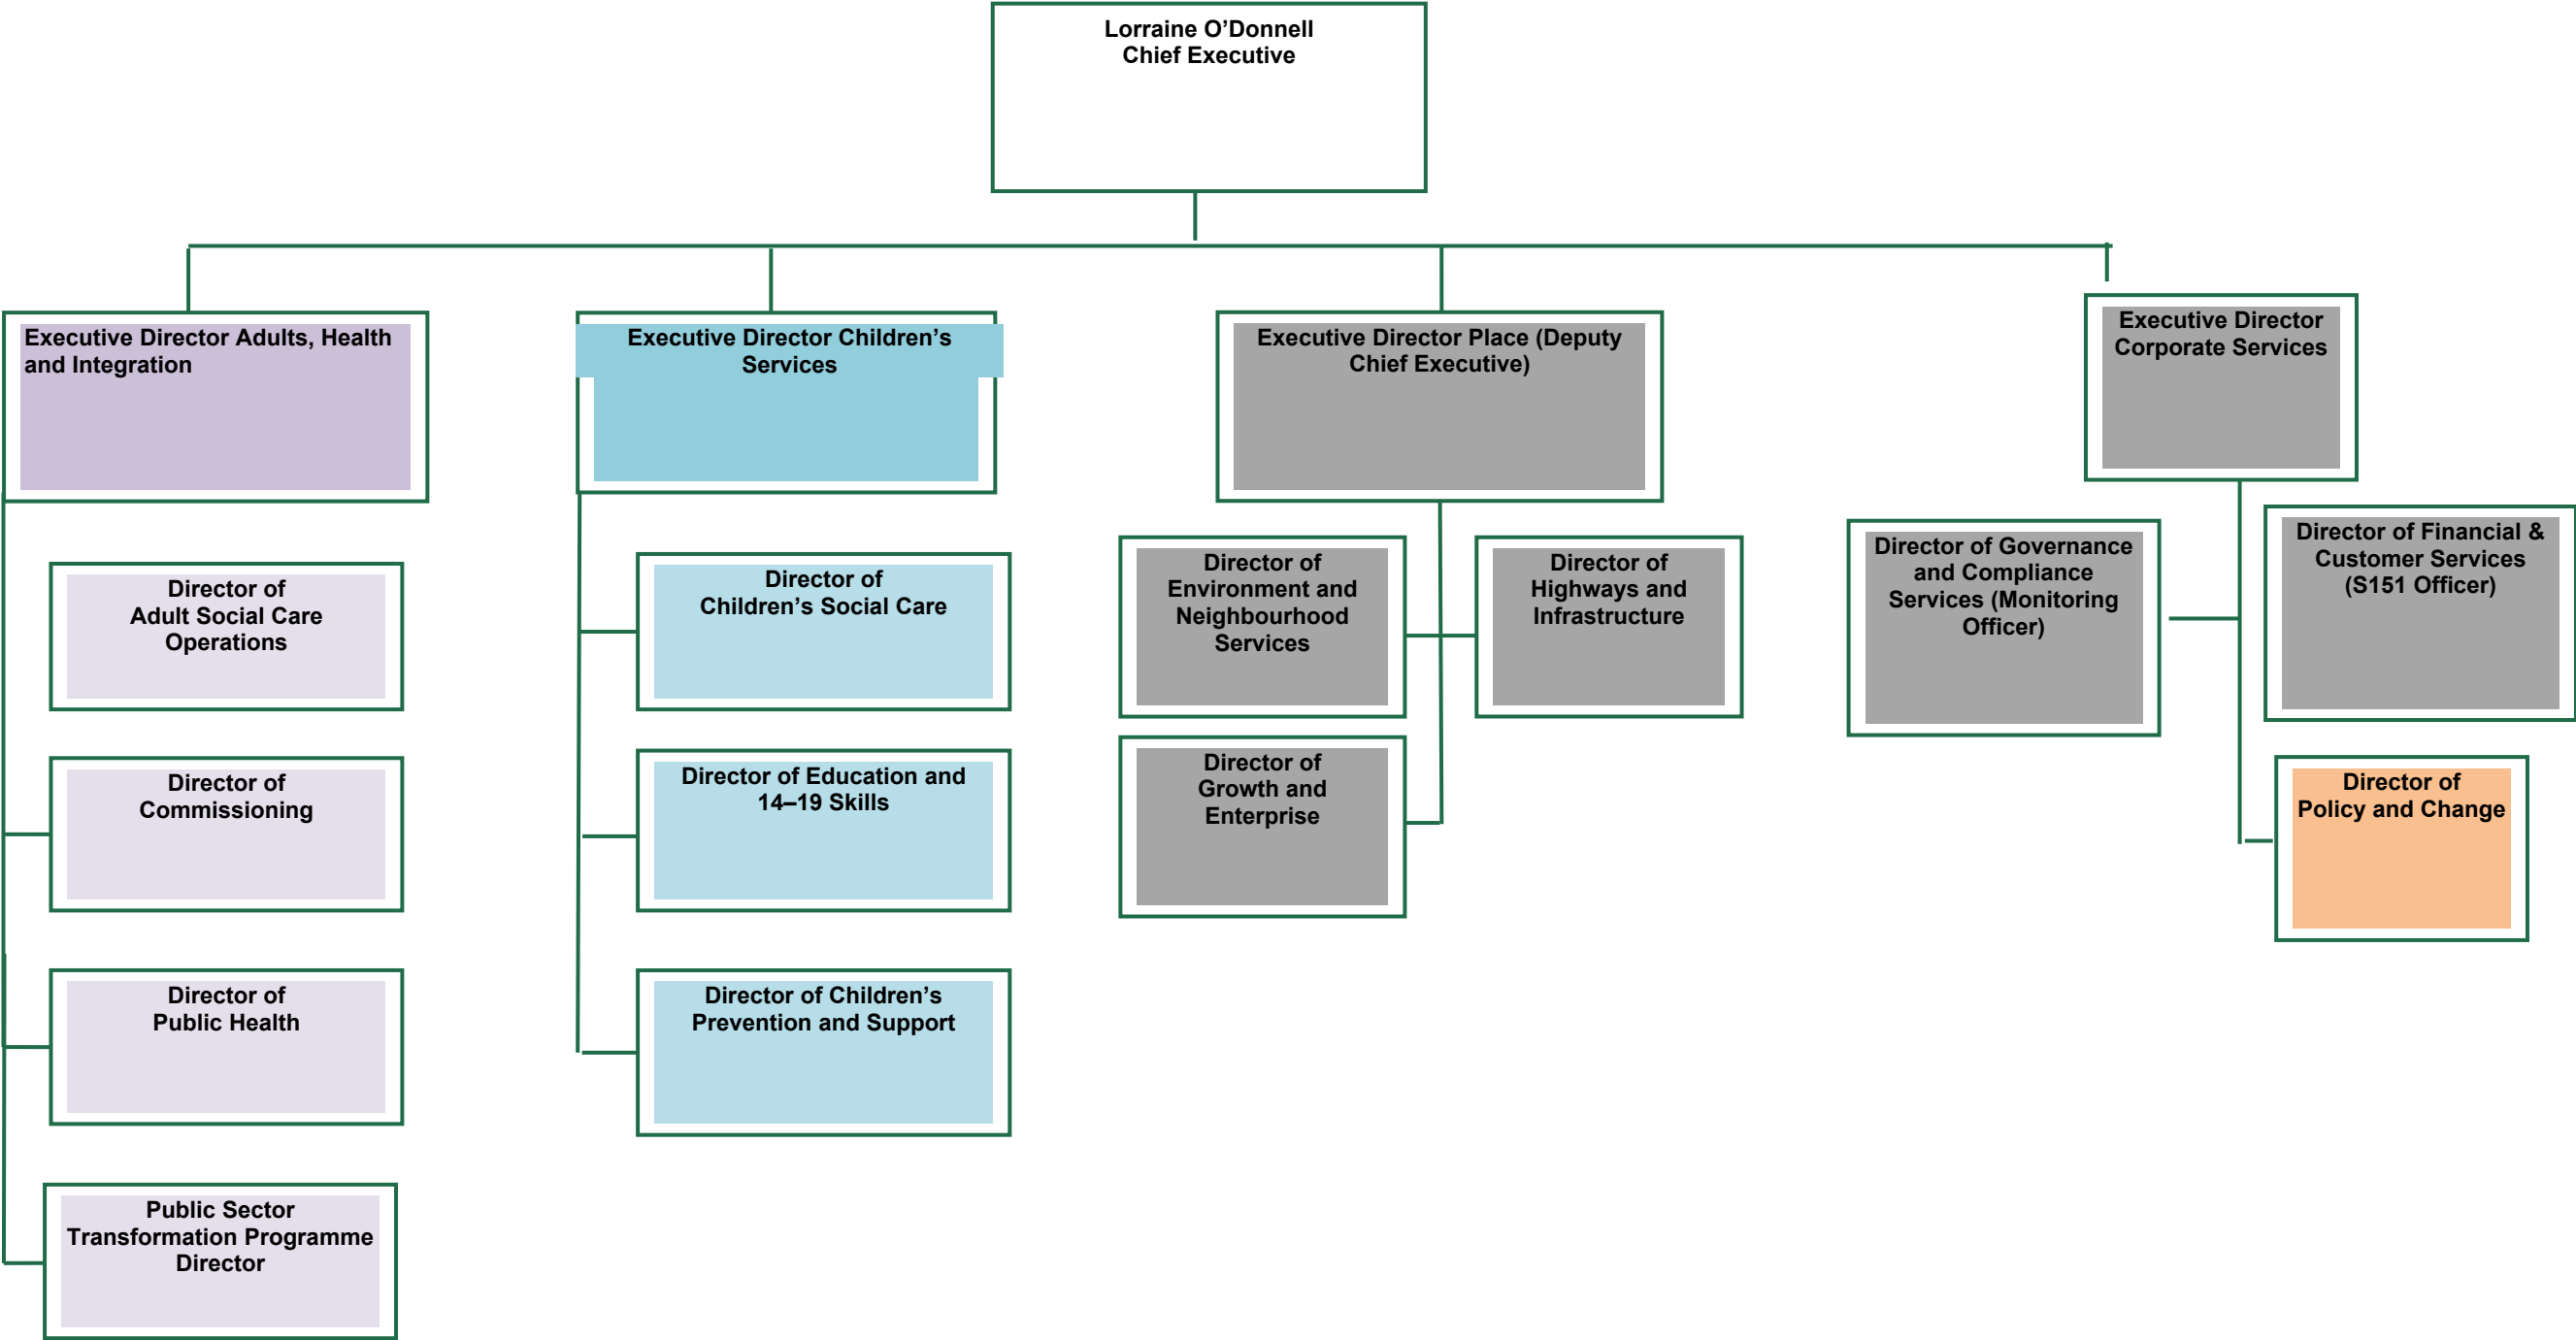 Lorraine O’Donnell
Chief Executive
Executive Director Adults, Health
and Integration
Executive Director Children’s
Services
Executive Director Place (Deputy
Chief Executive)
Executive Director
Corporate Services
Director of
Adult Social Care
Operations
Director of
Commissioning
Director of
Public Health
Public Sector
Transformation Programme
Director
Director of
Children’s Social Care
Director of Education and
14–19 Skills
Director of Children’s
Prevention and Support
Director of
Environment and
Neighbourhood
Services
Director of
Highways and
Infrastructure
Director of
Growth and
Enterprise
Director of Governance
and Compliance
Services (Monitoring
Officer)
Director of Financial &
Customer Services
(S151 Officer)
Director of
Policy and Change